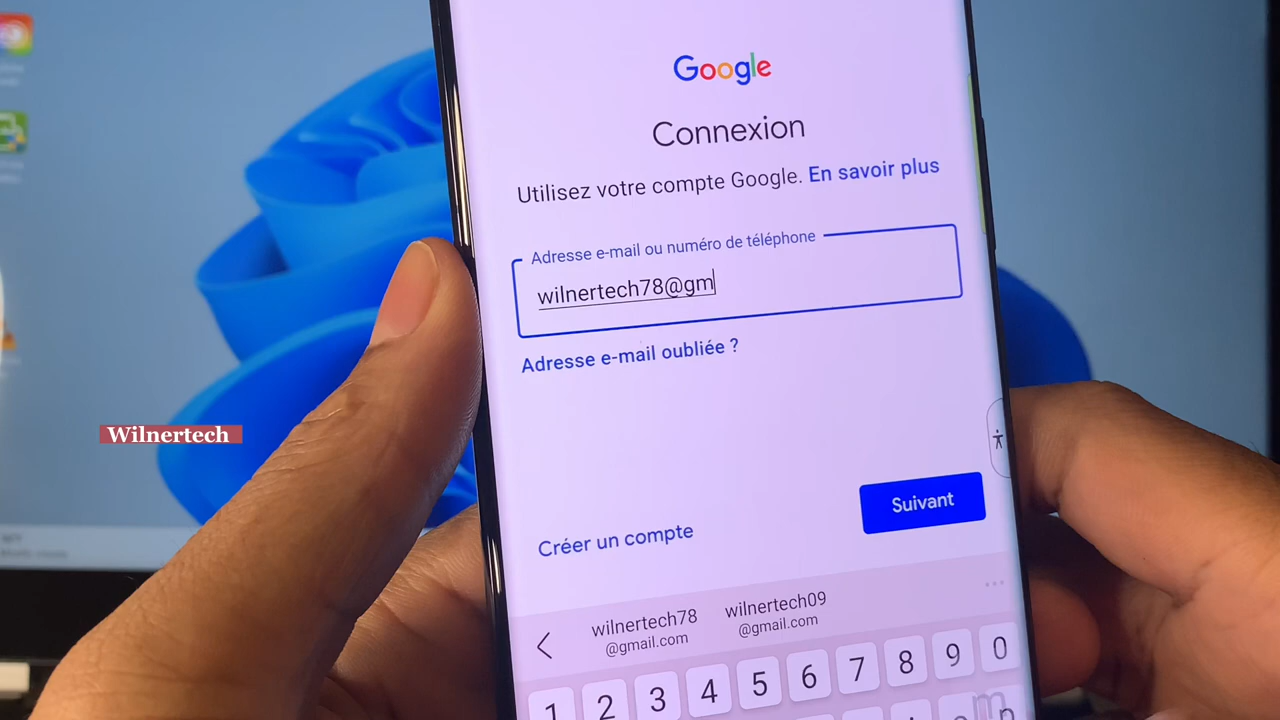 Google
Connexion
Utilisez votre compte Google. En savoir plus
Adresse e-mail ou numéro de téléphone
wilnertech78@gm
Adresse e-mail oubliée ?
Wilnertech
Suivant
Créer un compte
wilnertech78
@gmail.com
wilnertech09
@gmail.com
1 2 3 4 5 6 7 8 9 0